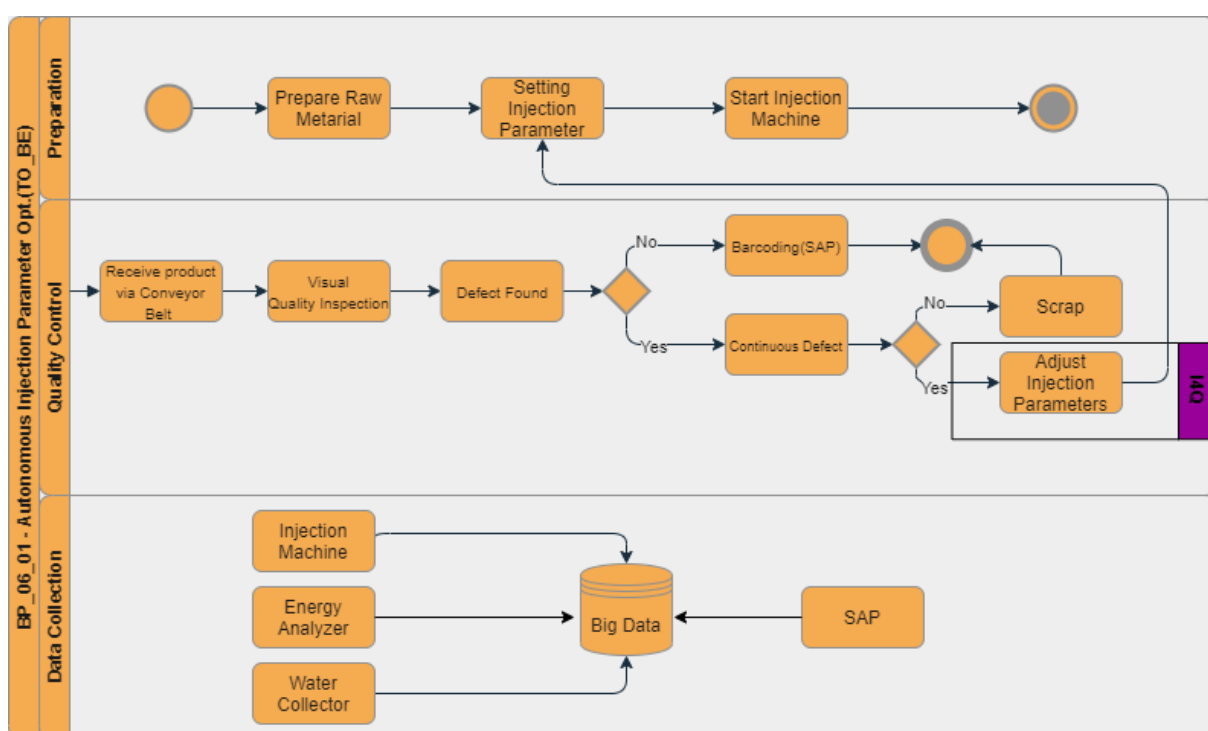 BP_06_01 - Autonomous Injection Parameter Opt.(TO_BE)
Preparation
Prepare Raw
Metarial
Setting
Injection
Parameter
Start Injection
Machine
Quality Control
Receive product
via Conveyor
Belt
Visual
Quality Inspection
Defect Found
No
Barcoding(SAP)
Yes
Continuous Defect
No
Scrap
Yes
Adjust
Injection
Parameters
I4Q
Data Collection
Injection
Machine
Energy
Analyzer
Water
Collector
Big Data
SAP